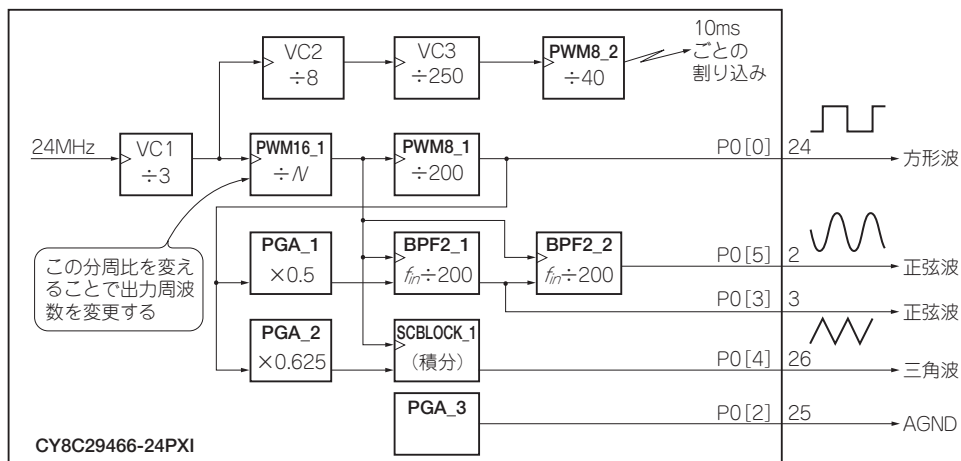 VC2
÷8
VC3
÷250
PWM8_2
÷40
10ms
ごとの
割り込み
24MHz
VC1
÷3
PWM16_1
÷N
PWM8_1
÷200
P0[0]
24
方形波
この分周比を変え
ることで出力周波
数を変更する
PGA_1
×0.5
BPF2_1
fin÷200
BPF2_2
fin÷200
P0[5]
2
正弦波
P0[3]
3
正弦波
PGA_2
×0.625
SCBLOCK_1
（積分）
P0[4]
26
三角波
PGA_3
P0[2]
25
AGND
CY8C29466-24PXI